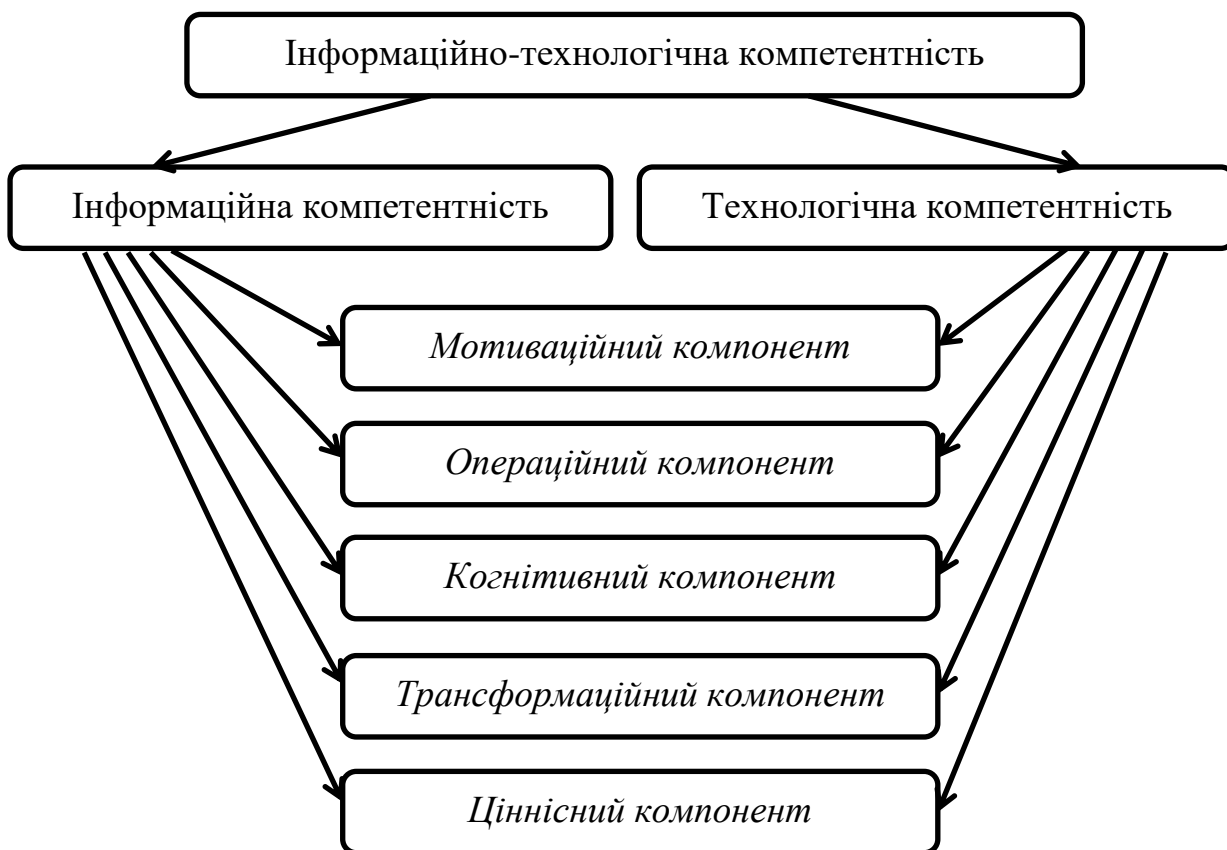 Інформаційно-технологічна компетентність
Інформаційна компетентність
Технологічна компетентність
Мотиваційний компонент
Операційний компонент
Когнітивний компонент
Трансформаційний компонент
Ціннісний компонент